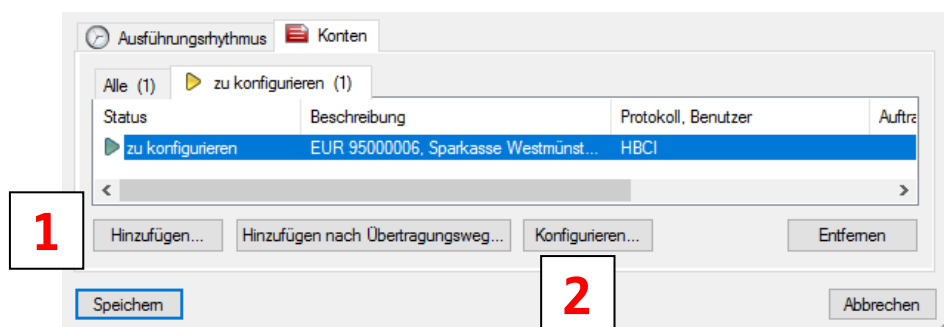 Ausführungsrhythmus Konten
Alle (1) zu konfigurieren (1)
Status Beschreibung Protokoll, Benutzer Auftra
zu konfigurieren EUR 95000006, Sparkasse Westmünst... HBCI
1
Hinzufügen... Hinzufügen nach Übertragungsweg... Konfigurieren... Entfernen
2
Speichern Abbrechen